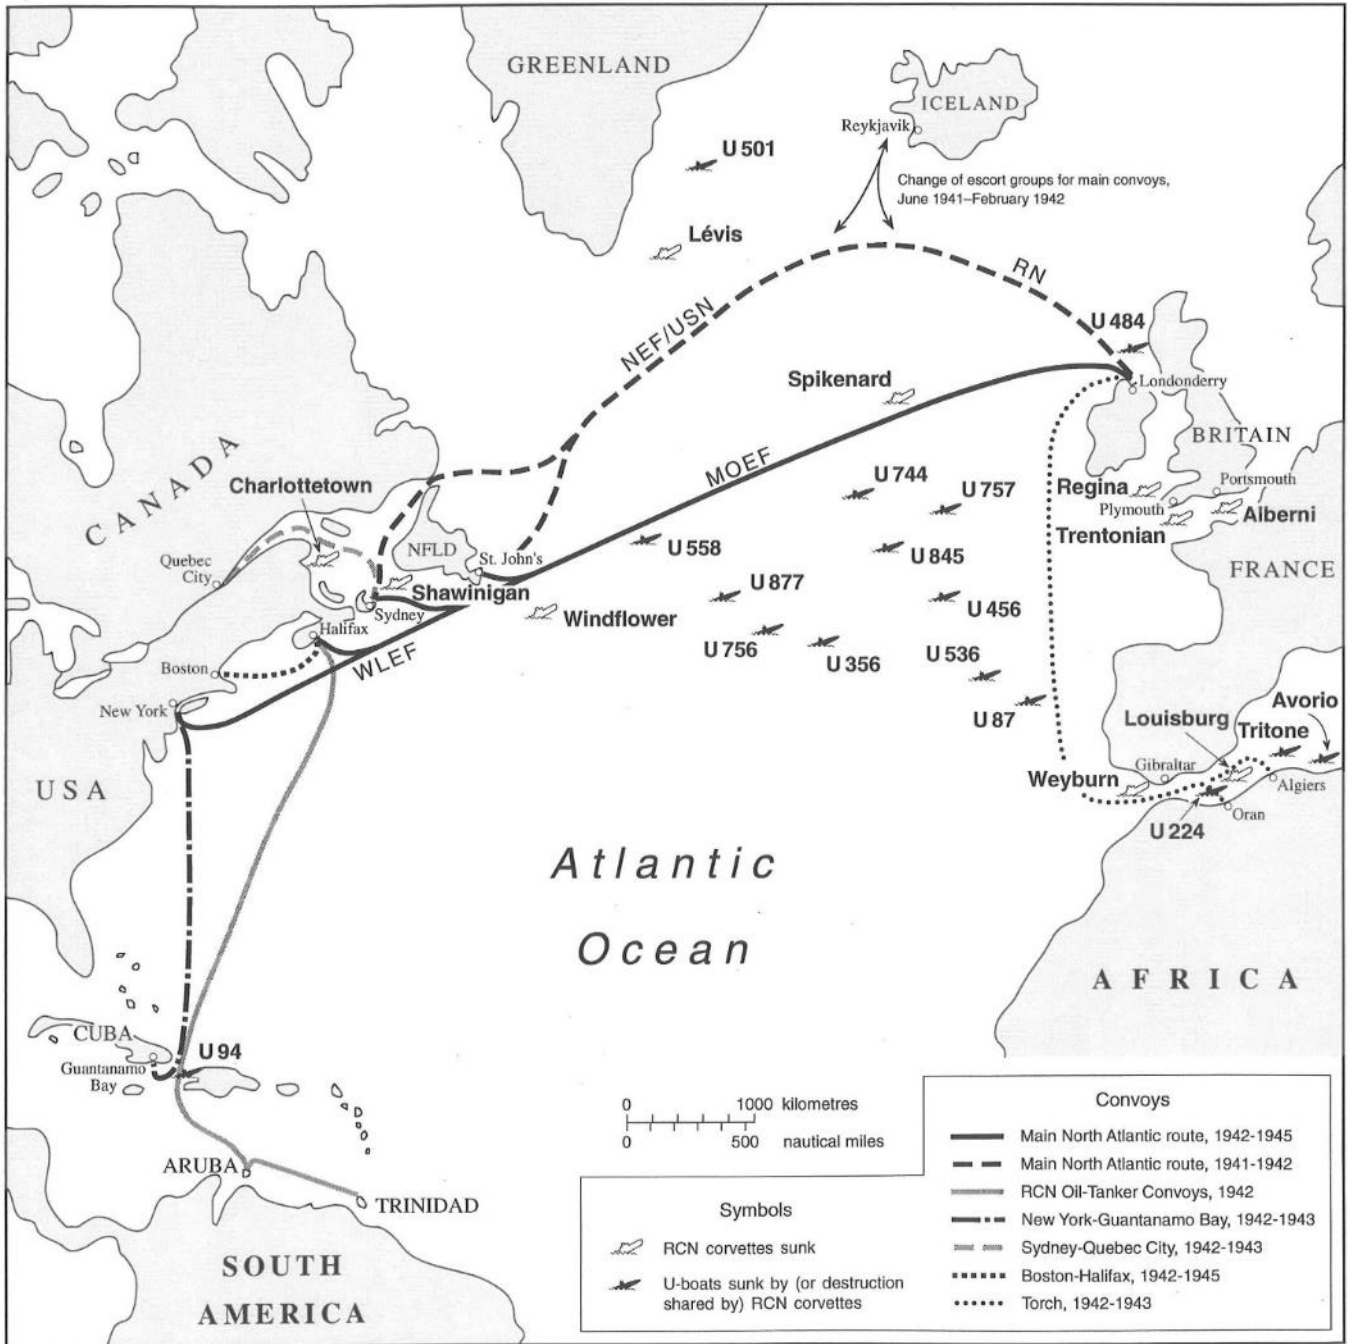 GREENLAND
ICELAND
Reykjavik
U 501
Change of escort groups for main convoys,
June 1941–February 1942
Lévis
RN
NEF/USN
U 484
Spikenard
Londonderry
CANADA
MOEF
BRITAIN
Charlottetown
U 744
U 757
Regina
Portsmouth
Plymouth
Alberni
Trentonian
NFLD
St. John's
U 558
U 845
Quebec
City
FRANCE
Shawinigan
U 877
Sydney
U 456
Windflower
Halifax
U 756
U 356
U 536
Boston
WLEF
New York
U 87
Louisburg
Avorio
Tritone
USA
Weyburn
Gibraltar
Algiers
Oran
U 224
Atlantic
Ocean
AFRICA
CUBA
U 94
Guantanamo
Bay
ARUBA
TRINIDAD
SOUTH
AMERICA
0 1000 kilometres
0 500 nautical miles
Symbols
RCN corvettes sunk
U-boats sunk by (or destruction
shared by) RCN corvettes
Convoys
Main North Atlantic route, 1942-1945
Main North Atlantic route, 1941-1942
RCN Oil-Tanker Convoys, 1942
New York-Guantanamo Bay, 1942-1943
Sydney-Quebec City, 1942-1943
Boston-Halifax, 1942-1945
Torch, 1942-1943